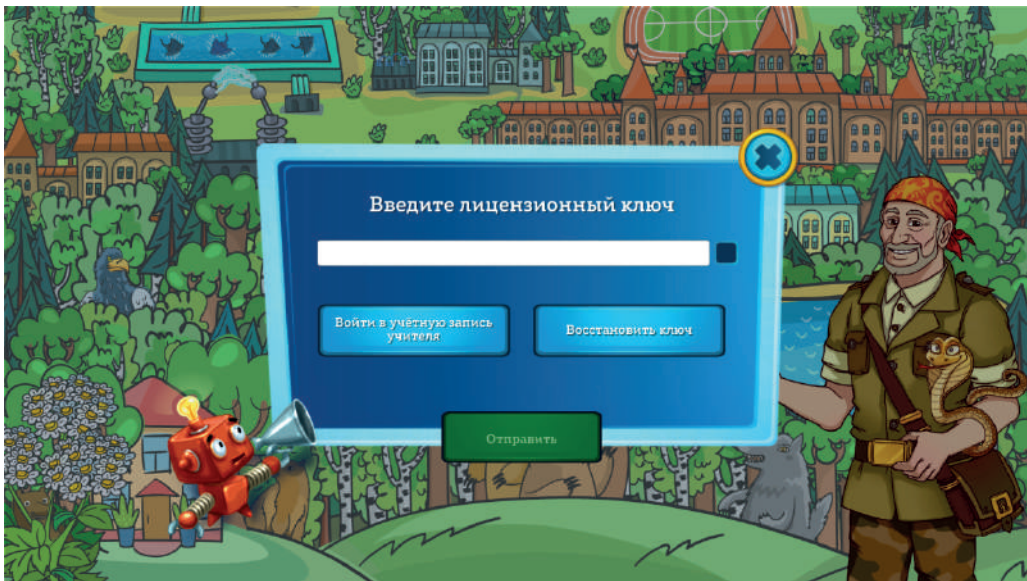 Введите лицензионный ключ
Войти в учётную запись
учителя
Восстановить ключ
Отправить